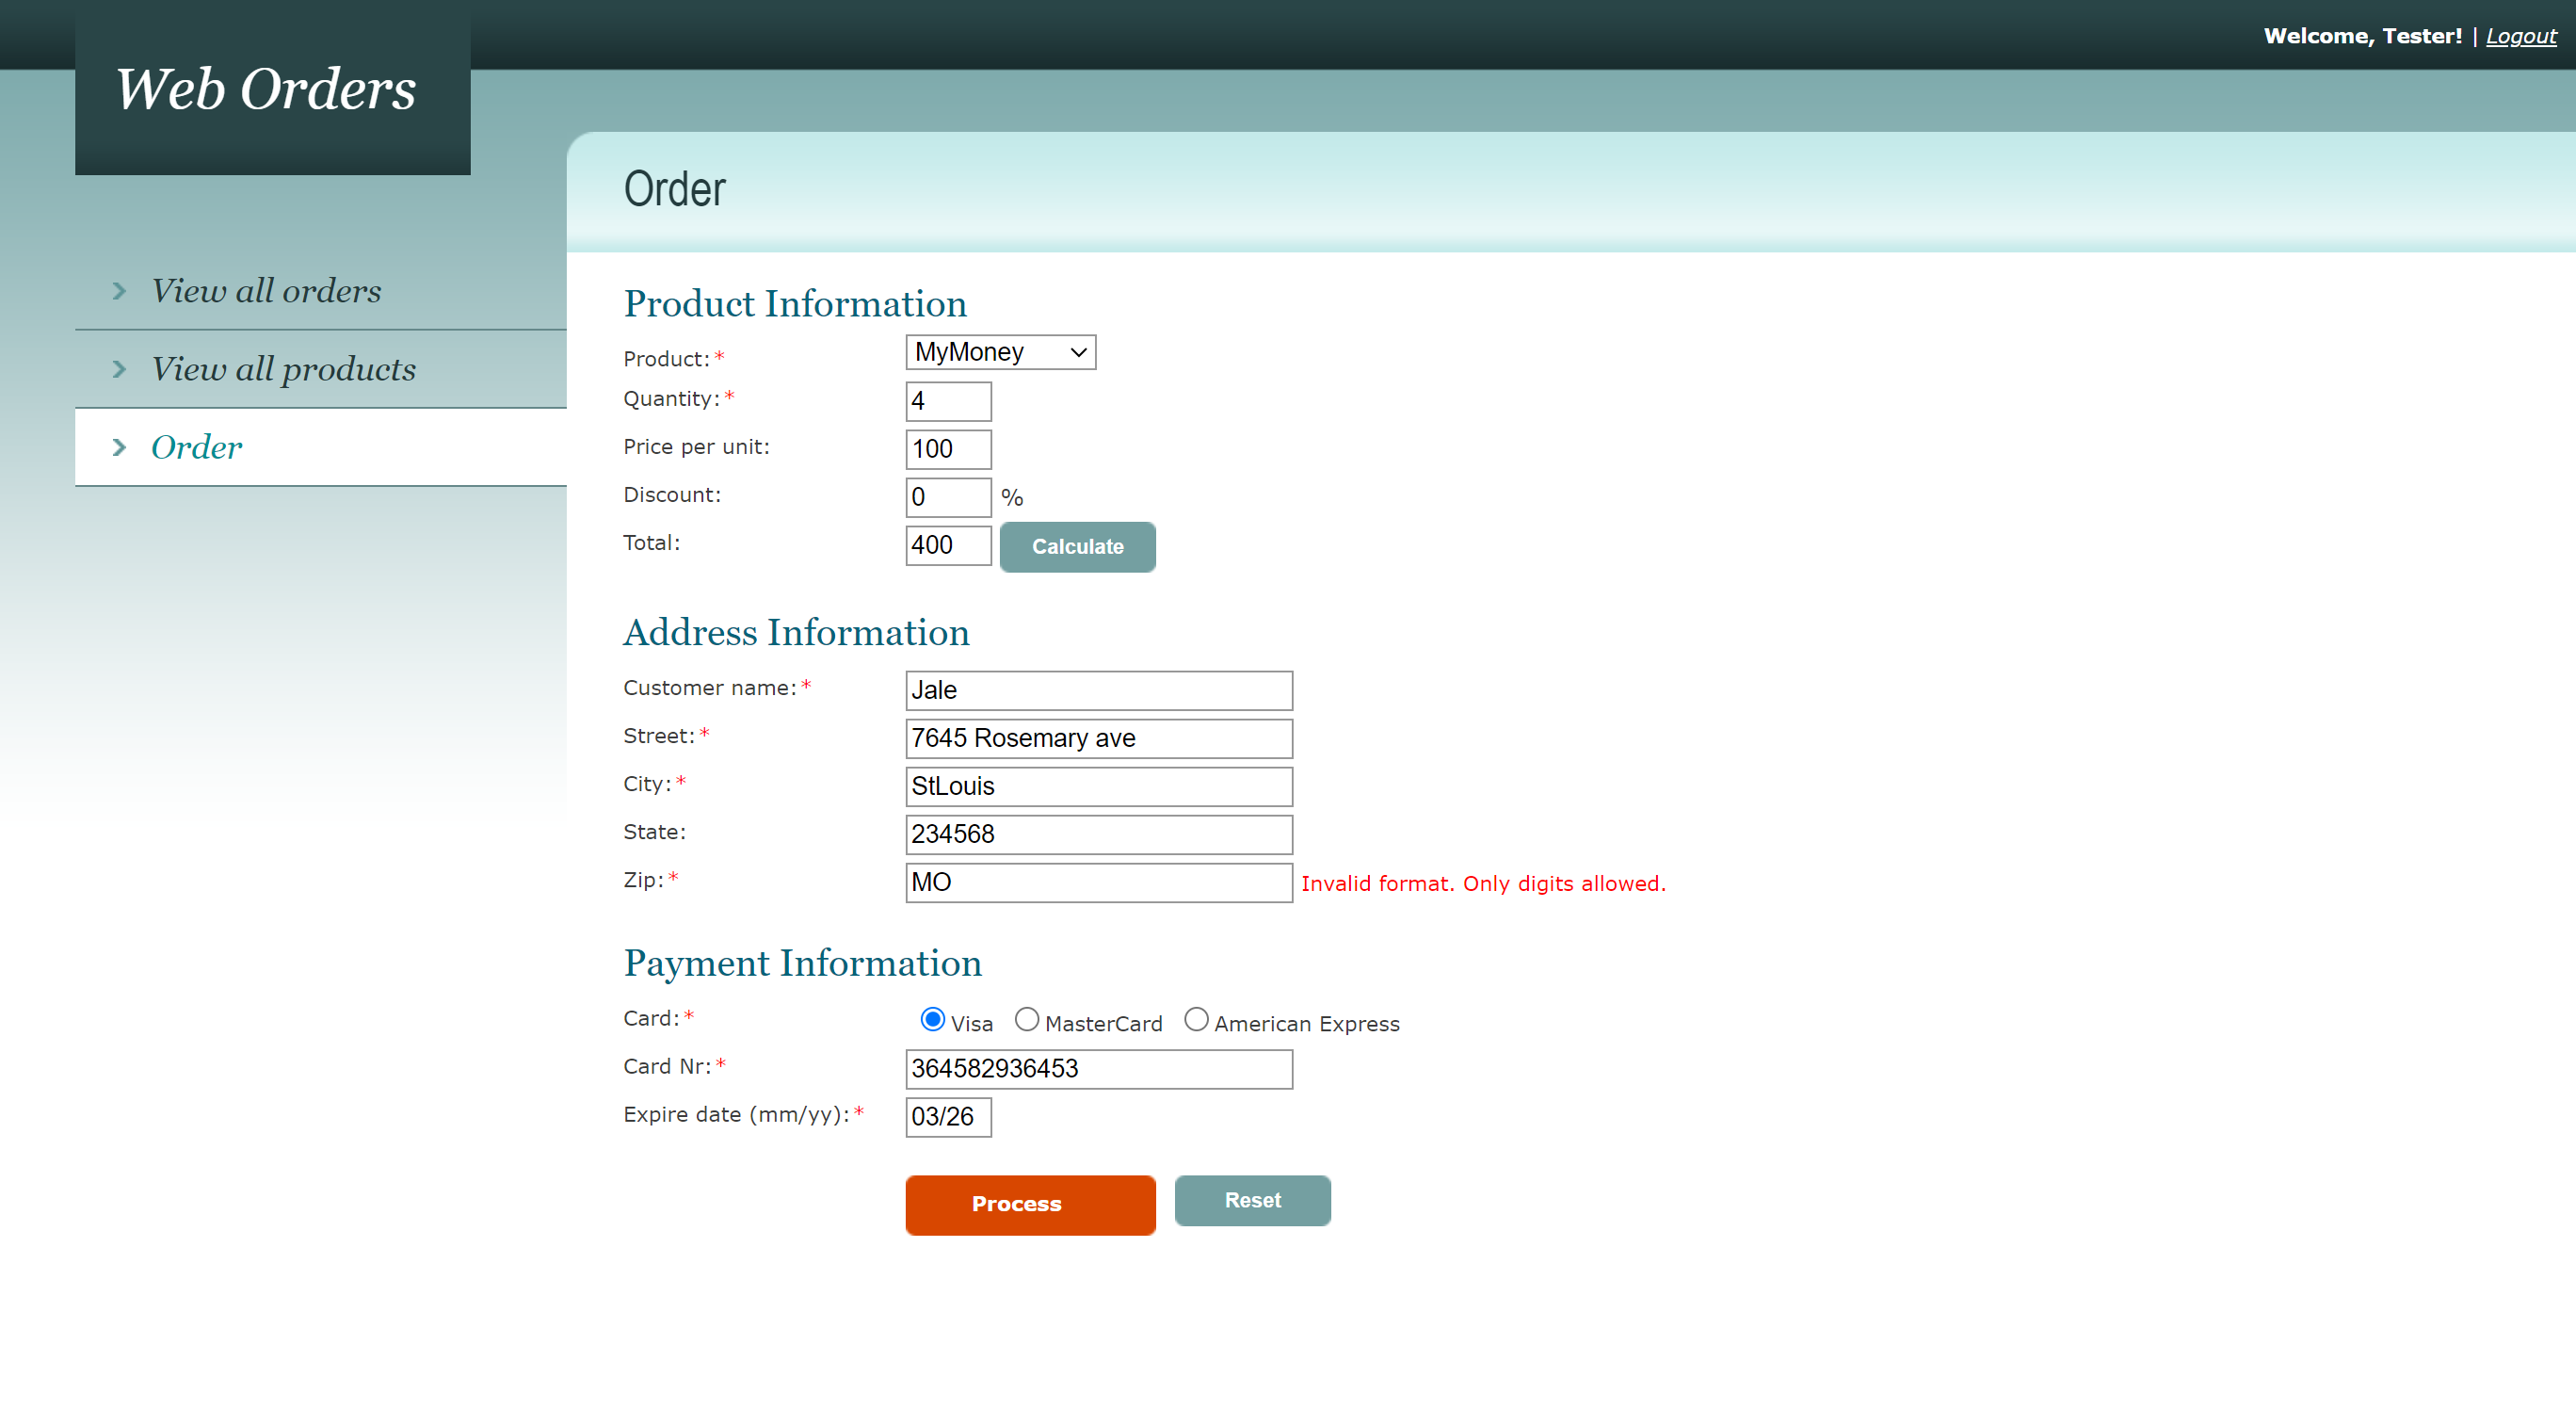 Welcome, Tester! | Logout
Web Orders
View all orders
View all products
Order
Order
Product Information
Product:* MyMoney
Quantity:* 4
Price per unit: 100
Discount: 0 %
Total: 400 Calculate
Address Information
Customer name:* Jale
Street:* 7645 Rosemary ave
City:* StLouis
State: 234568
Zip:* MO Invalid format. Only digits allowed.
Payment Information
Card:* Visa MasterCard American Express
Card Nr:* 364582936453
Expire date (mm/yy):* 03/26
Process Reset